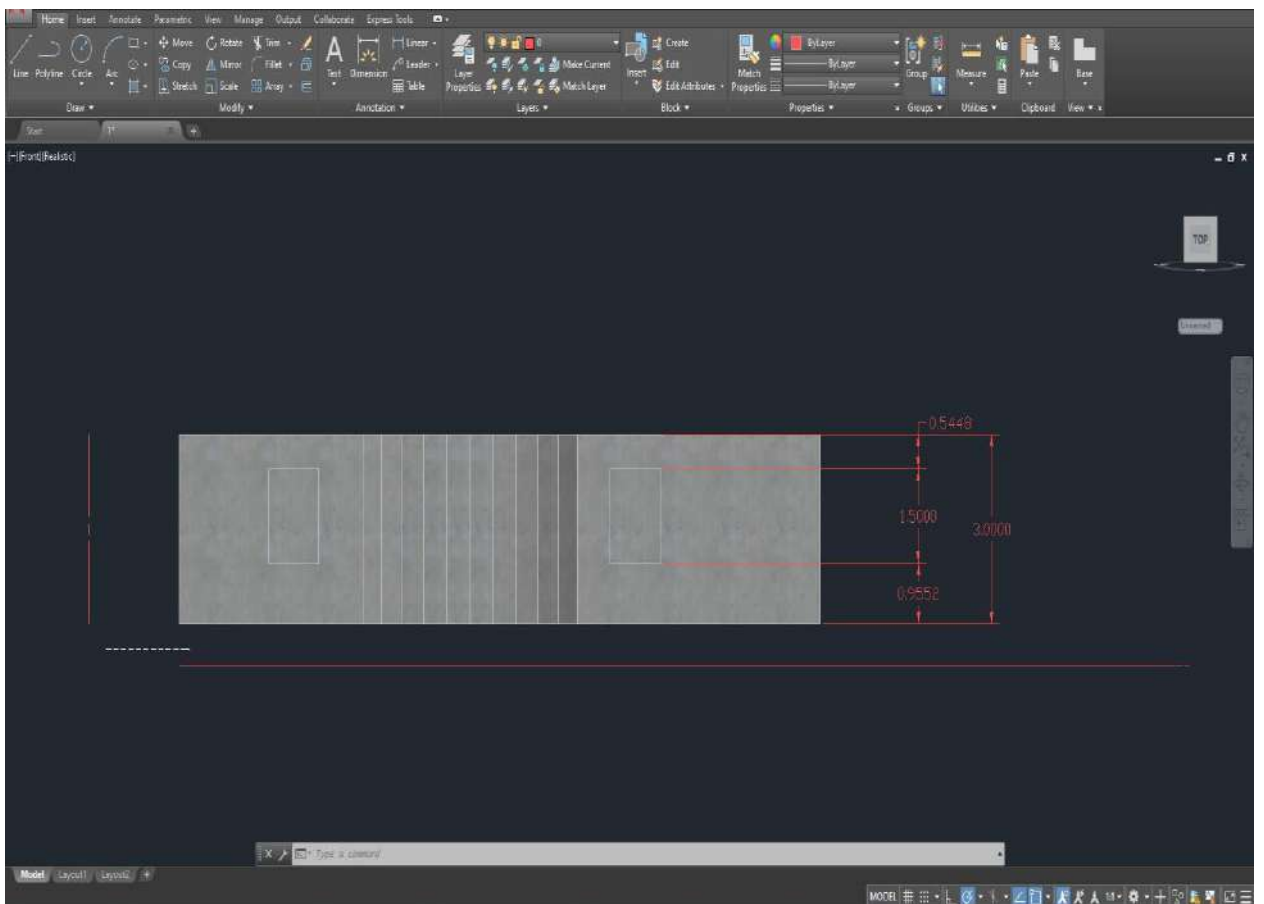 Home Insert Annotate Parametric View Manage Output Collaborate Express Tools
Line Polyline Circle Arc
Move Rotate Trim
Copy Mirror Fillet
Stretch Scale Array
Text Dimension
Linear
Leader
Table
Layer Properties
0
Make Current
Match Layer
Insert
Create
Edit
Edit Attributes
Match Properties
ByLayer
ByLayer
ByLayer
Group
Measure
Paste
Base
Draw Modify Annotation Layers Block Properties Groups Utilities Clipboard View
Start
[-][Front][Realistic]
TOP
Unnamed
0.5448
1.5000
3.0000
0.9552
Type a command
Model Layout1 Layout2 +
MODEL